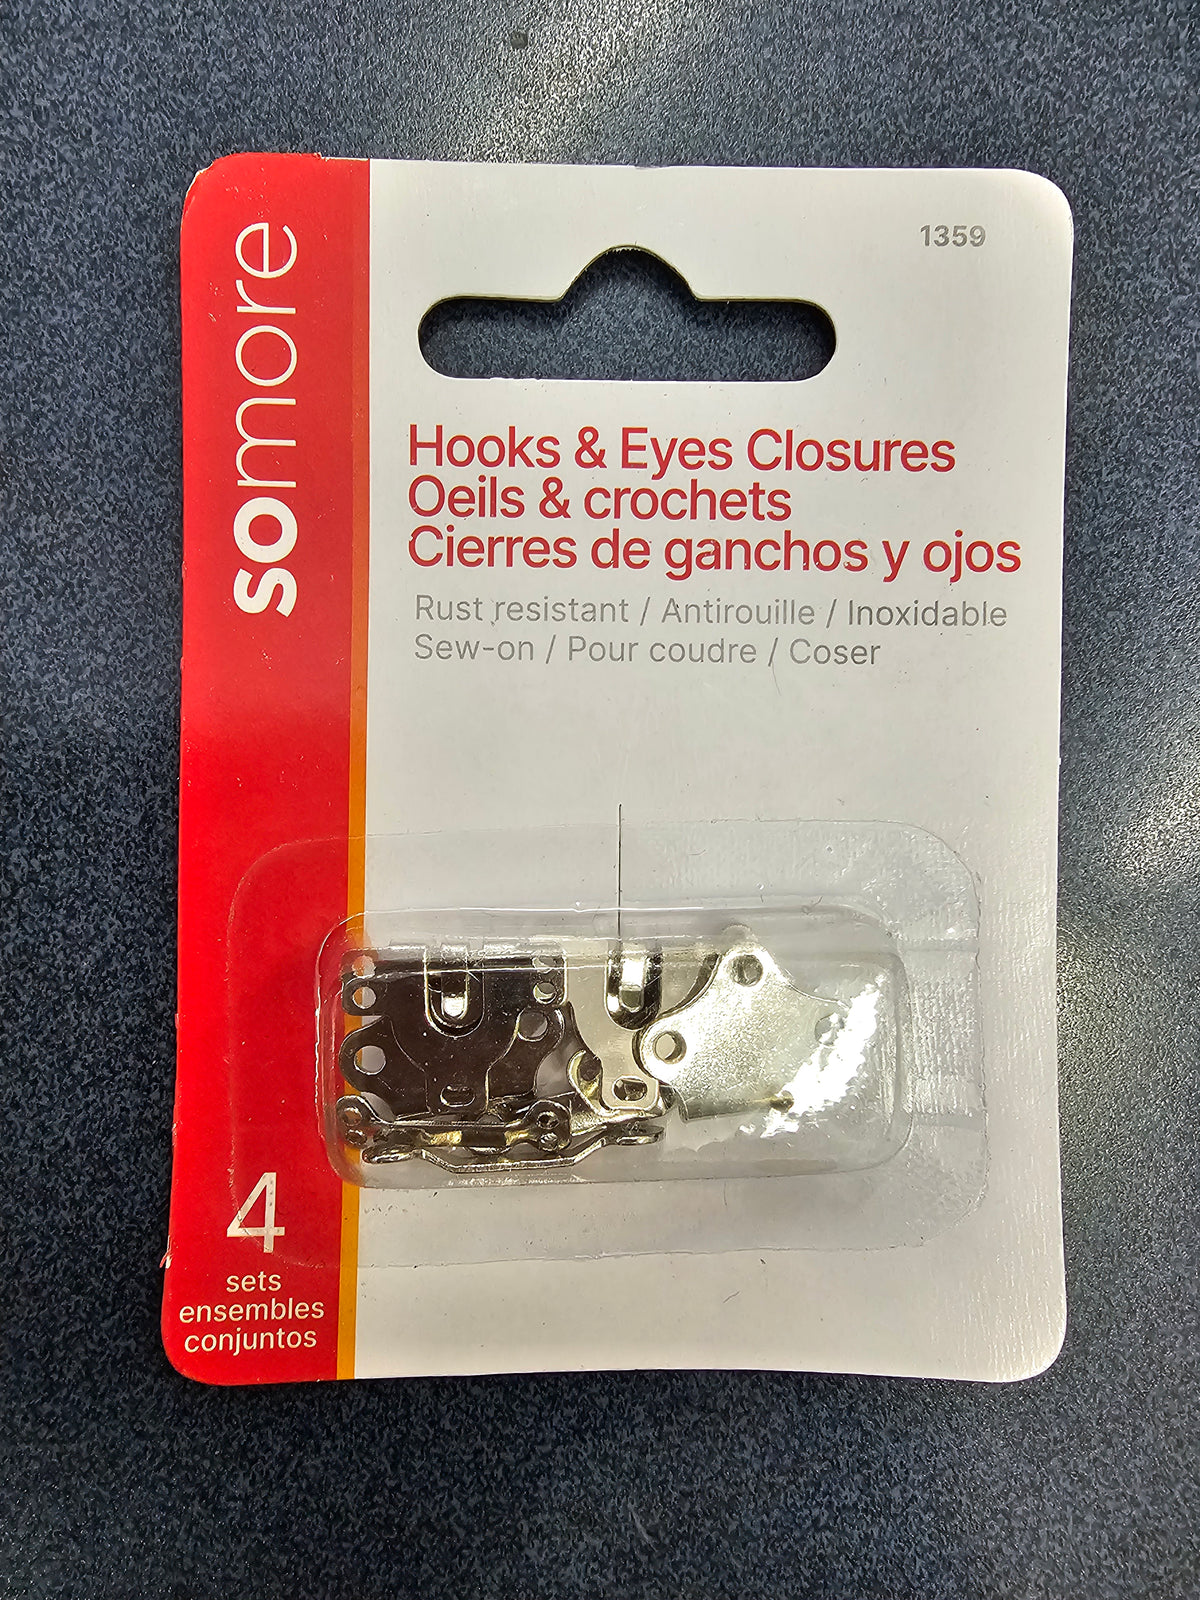 somore
1359
Hooks & Eyes Closures
Oeils & crochets
Cierres de ganchos y ojos
Rust resistant / Antirouille / Inoxidable
Sew-on / Pour coudre / Coser
4
sets
ensembles
conjuntos